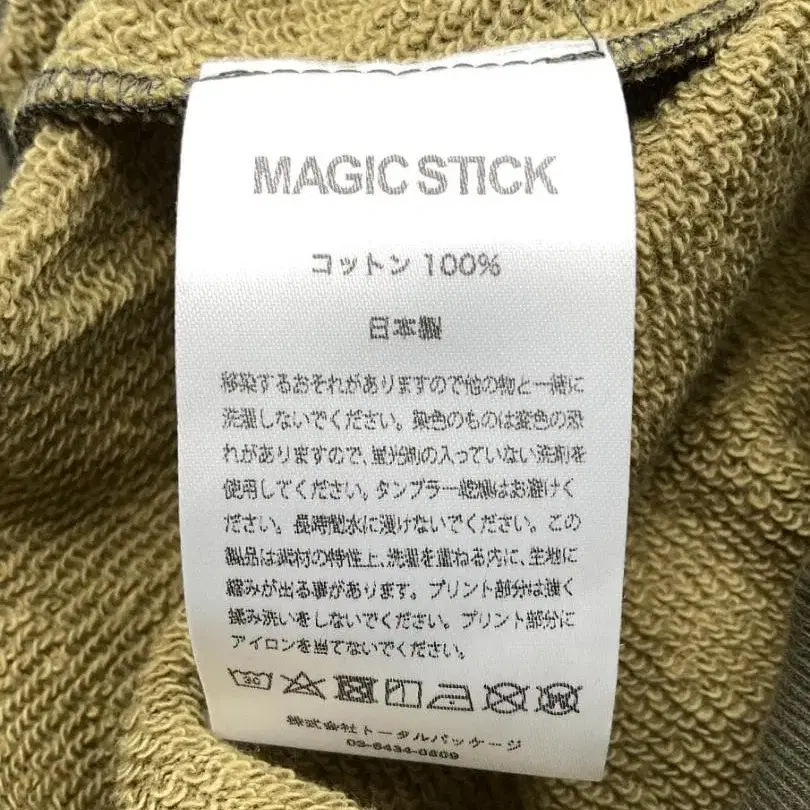 MAGIC STICK
コットン 100%
日本製
移染するおそれがありますので他の物と一緒に
洗濯しないでください。染色のものは変色の恐
れがありますので、蛍光剤の入っていない洗剤を
使用してください。タンブラー乾燥はお避けく
ださい。長時間水に浸けないでください。この
製品は素材の特性上、洗濯を重ねる内に、生地に
縮みが出る事があります。プリント部分は強く
揉み洗いをしないでください。プリント部分に
アイロンを当てないでください。
30
株式会社トータルパッケージ
03-6434-0809